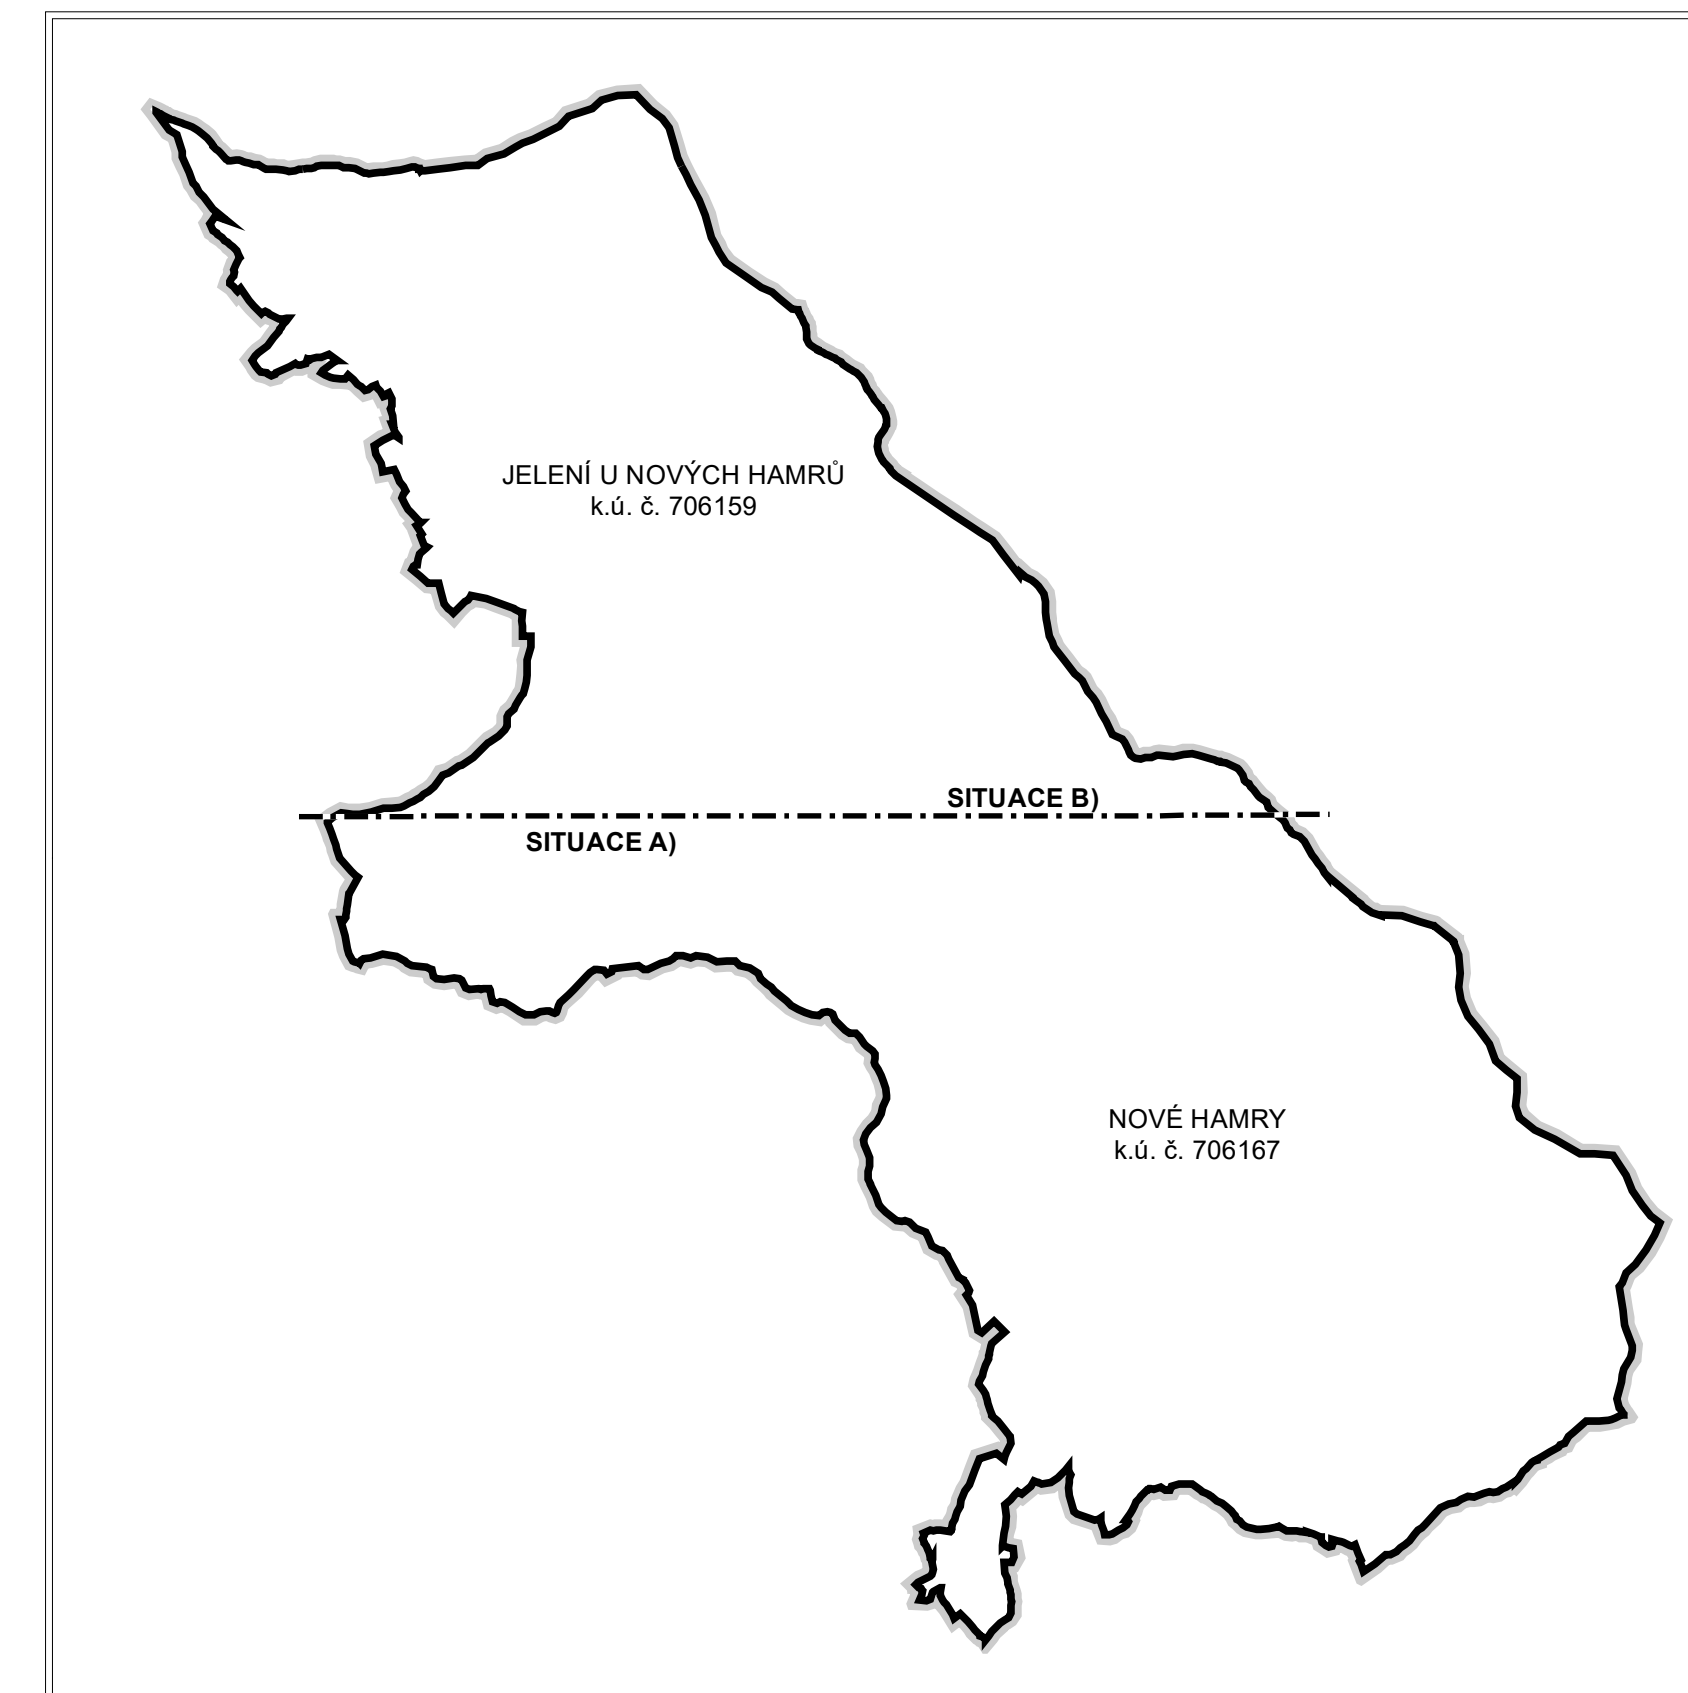 JELENÍ U NOVÝCH HAMRŮ
k.ú. č. 706159
SITUACE B)
SITUACE A)
NOVÉ HAMRY
k.ú. č. 706167